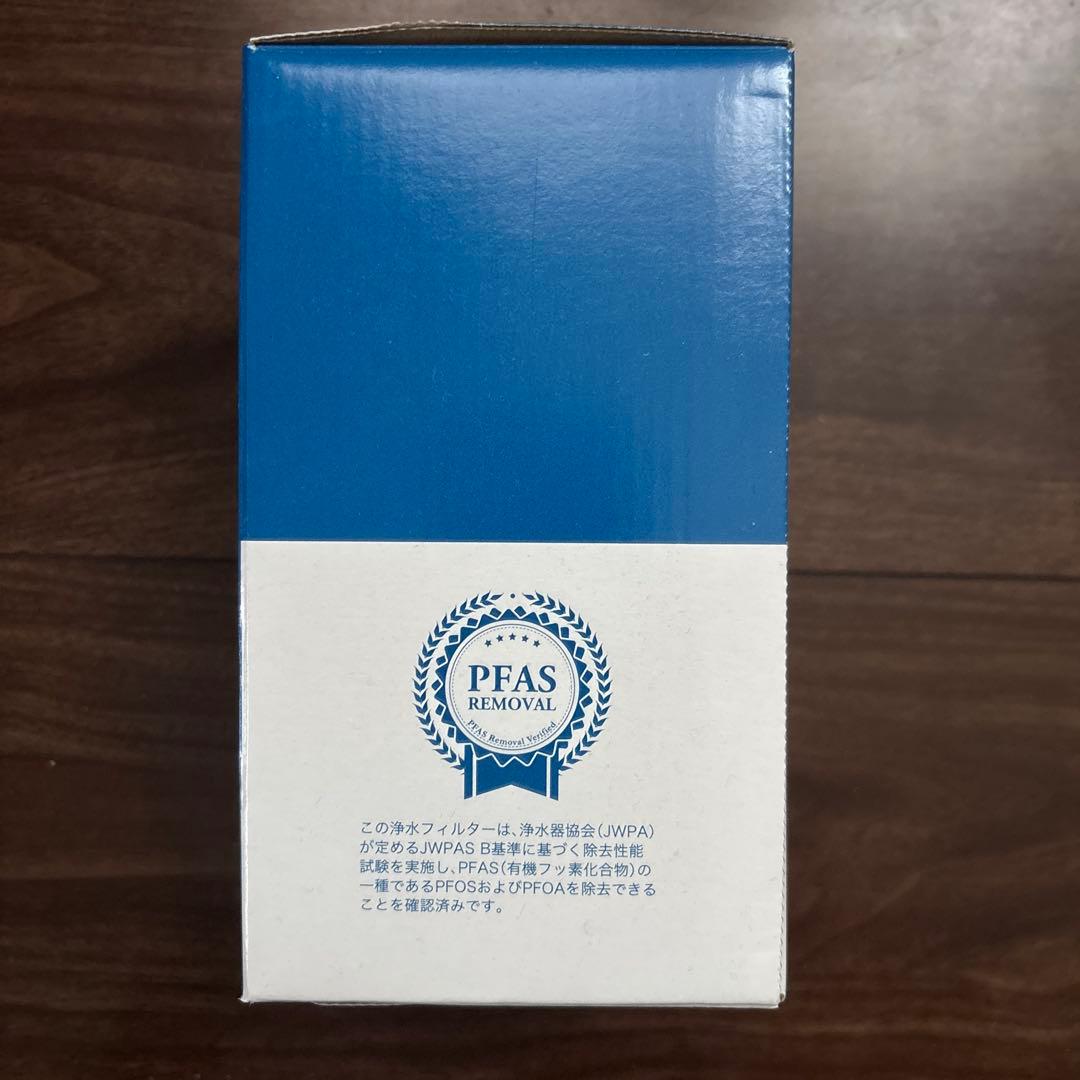 PFAS
REMOVAL
PFAS Removal Verified
この浄水フィルターは、浄水器協会（JWPA）
が定めるJWPAS B基準に基づく除去性能
試験を実施し、PFAS（有機フッ素化合物）の
一種であるPFOSおよびPFOAを除去できる
ことを確認済みです。